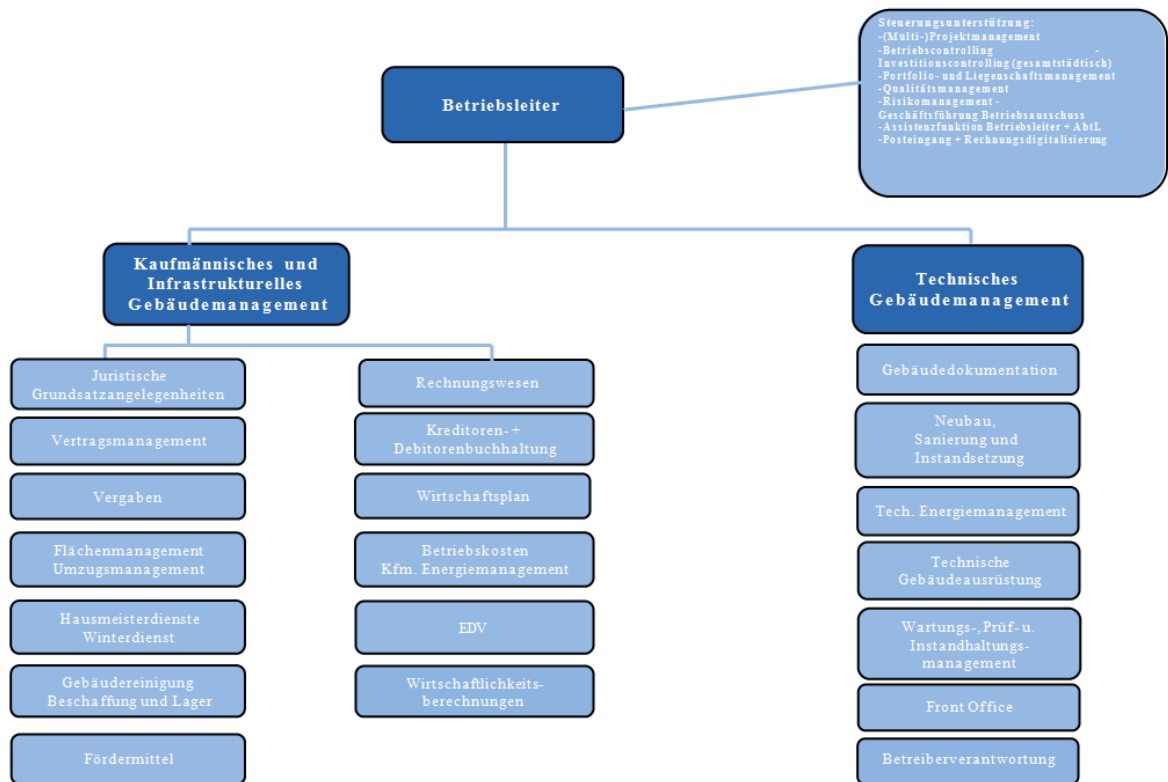 Steuerungsunterstützung:
-(Multi-)Projektmanagement
-Betriebscontrolling -
Investitionscontrolling (gesamtstädtisch)
-Portfolio- und Liegenschaftsmanagement
-Qualitätsmanagement
-Risikomanagement -
Geschäftsführung Betriebsausschuss
-Assistenzfunktion Betriebsleiter + AbtL
-Posteingang + Rechnungsdigitalisierung
Betriebsleiter
Kaufmännisches und
Infrastrukturelles
Gebäudemanagement
Technisches
Gebäudemanagement
Juristische
Grundsatzangelegenheiten
Vertragsmanagement
Vergaben
Flächenmanagement
Umzugsmanagement
Hausmeisterdienste
Winterdienst
Gebäudereinigung
Beschaffung und Lager
Fördermittel
Rechnungswesen
Kreditoren- +
Debitorenbuchhaltung
Wirtschaftsplan
Betriebskosten
Kfm. Energiemanagement
EDV
Wirtschaftlichkeits-
berechnungen
Gebäudedokumentation
Neubau,
Sanierung und
Instandsetzung
Tech. Energiemanagement
Technische
Gebäudeausrüstung
Wartungs-, Prüf- u.
Instandhaltungs-
management
Front Office
Betreiberverantwortung